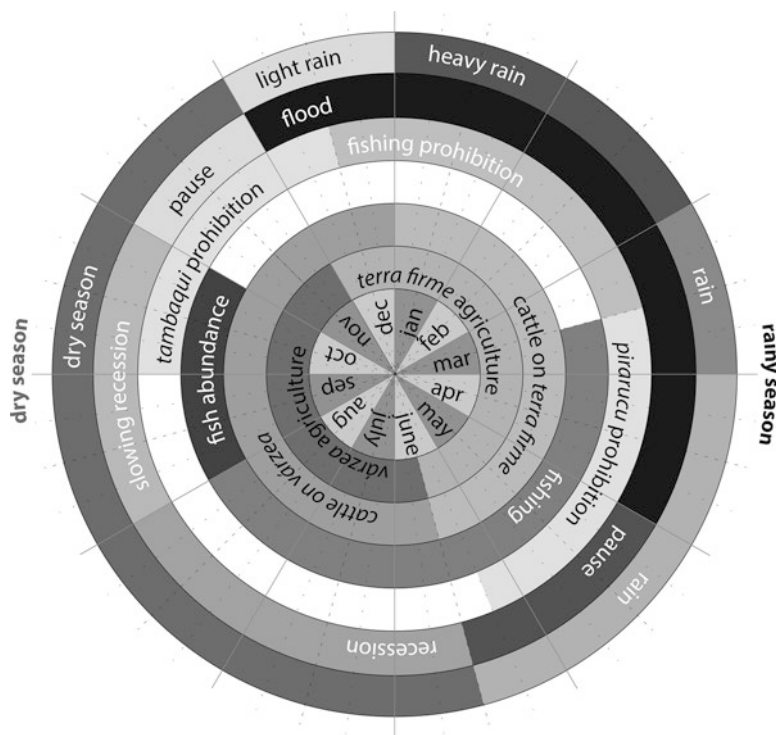 light rain
heavy rain
flood
fishing prohibition
pause
tambaqui prohibition
dry season
rain
slowing recession
fish abundance
terra firme agriculture
cattle on terra firme
pirarucu prohibition
dec
jan
feb
mar
apr
may
june
july
aug
sep
oct
nov
várzea agriculture
cattle on varzea
fishing
pause
rain
recession
dry season
rainy season